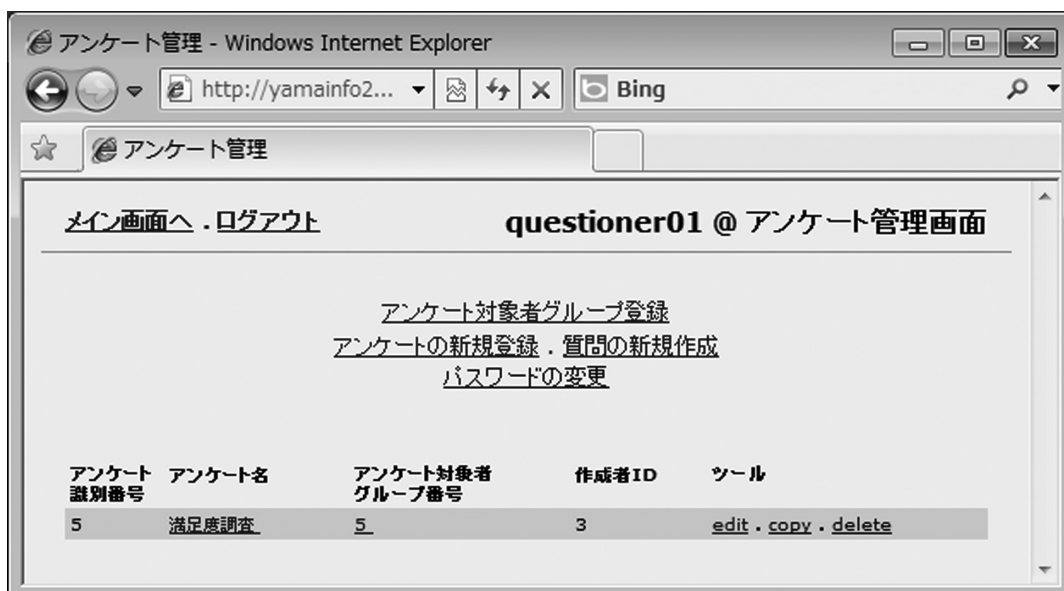 アンケート管理 - Windows Internet Explorer
http://yamainfo2... Bing
アンケート管理
メイン画面へ . ログアウト questioner01 @ アンケート管理画面
アンケート対象者グループ登録
アンケートの新規登録 . 質問の新規作成
パスワードの変更
アンケート識別番号 アンケート名 アンケート対象者グループ番号 作成者ID ツール
5 満足度調査 5 3 edit . copy . delete